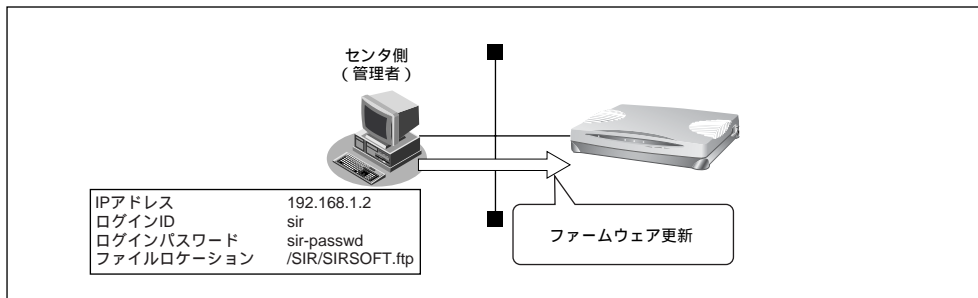 センタ側
（管理者）
IPアドレス 192.168.1.2
ログインID sir
ログインパスワード sir-passwd
ファイルロケーション /SIR/SIRSOFT.ftp
ファームウェア更新